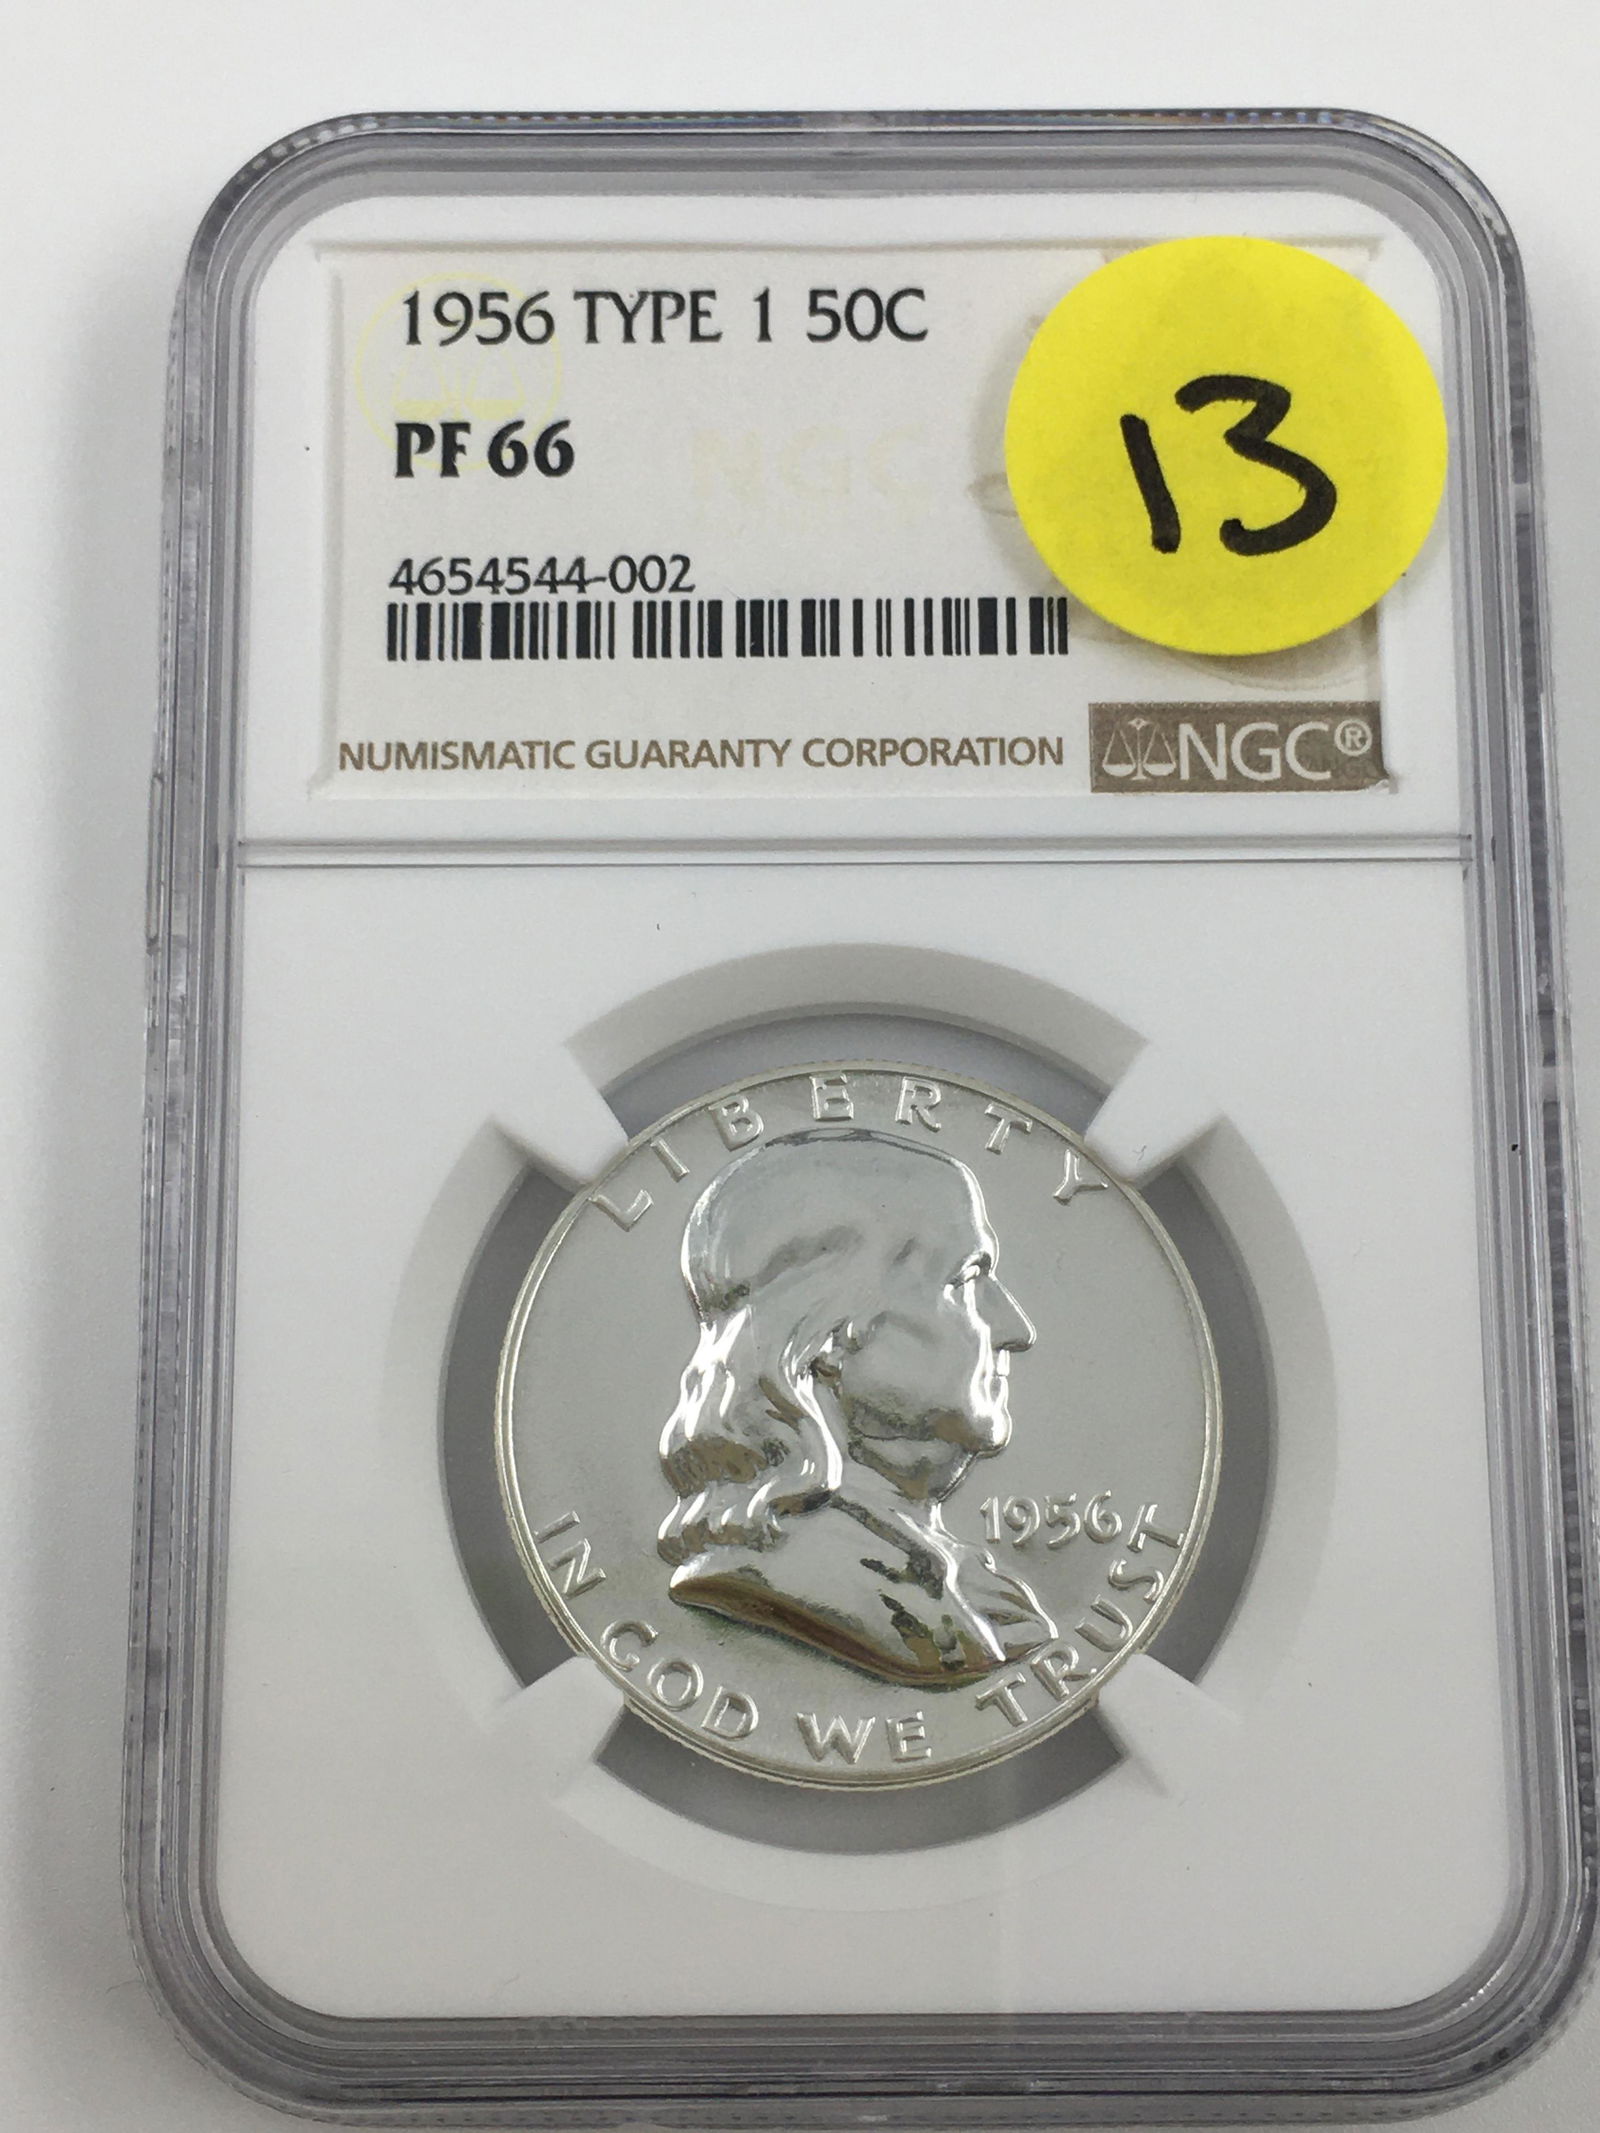 1956 TYPE 1 50C
PF 66
13
4654544-002
NUMISMATIC GUARANTY CORPORATION NGC®
NGC
LIBERTY
1956
IN GOD WE TRUST